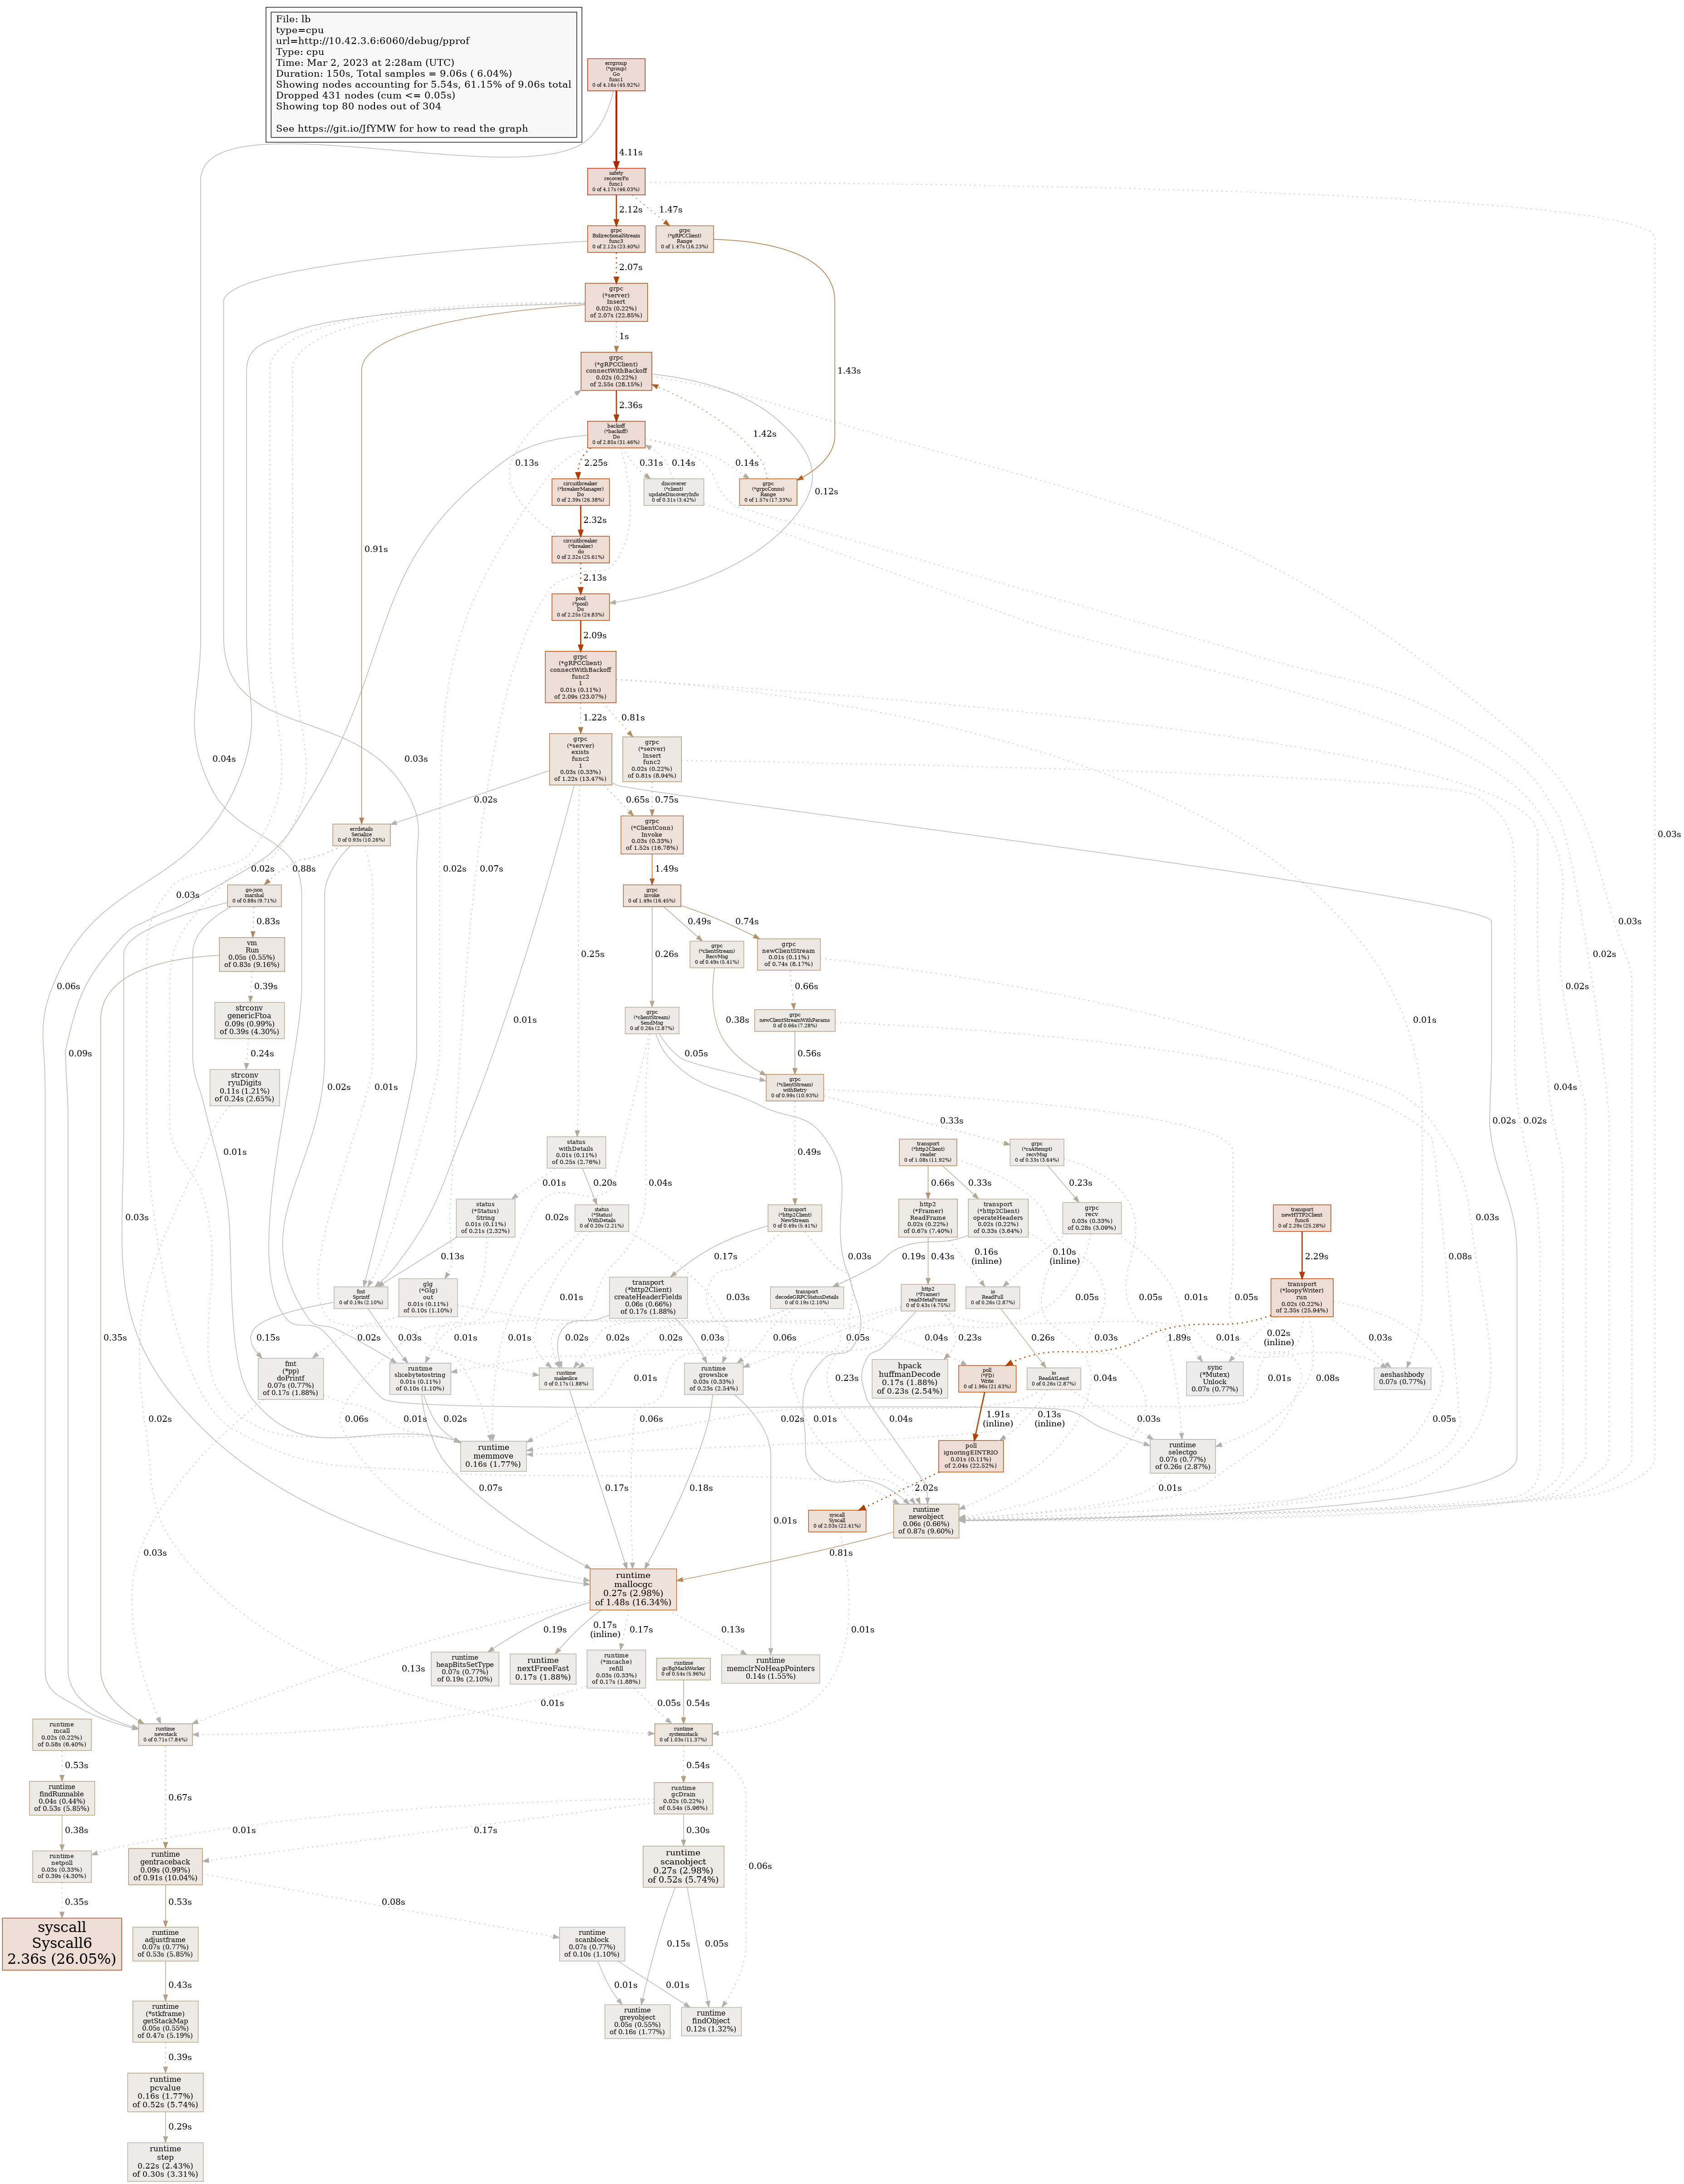 File: lb
type=cpu
url=http://10.42.3.6:6060/debug/pprof
Type: cpu
Time: Mar 2, 2023 at 2:28am (UTC)
Duration: 150s, Total samples = 9.06s ( 6.04%)
Showing nodes accounting for 5.54s, 61.15% of 9.06s total
Dropped 431 nodes (cum <= 0.05s)
Showing top 80 nodes out of 304
See https://git.io/JfYMW for how to read the graph
errgroup
(*group)
Go
func1
0 of 4.16s (45.92%)
4.11s
safety
recoverFn
func1
0 of 4.17s (46.03%)
2.12s
1.47s
grpc
BidirectionalStream
func3
0 of 2.12s (23.40%)
grpc
(*gRPCClient)
Range
0 of 1.47s (16.23%)
2.07s
grpc
(*server)
Insert
0.02s (0.22%)
of 2.07s (22.85%)
1s
grpc
(*gRPCClient)
connectWithBackoff
0.02s (0.22%)
of 2.55s (28.15%)
1.43s
2.36s
backoff
(*backoff)
Do
0 of 2.85s (31.46%)
1.42s
0.13s
2.25s
0.31s
0.14s
0.14s
0.12s
circuitbreaker
(*breakerManager)
Do
0 of 2.39s (26.38%)
discoverer
(*client)
updateDiscoveryInfo
0 of 0.31s (3.42%)
grpc
(*grpcConns)
Range
0 of 1.57s (17.33%)
2.32s
circuitbreaker
(*breaker)
do
0 of 2.32s (25.61%)
0.91s
2.13s
pool
(*pool)
Do
0 of 2.25s (24.83%)
2.09s
grpc
(*gRPCClient)
connectWithBackoff
func2
1
0.01s (0.11%)
of 2.09s (23.07%)
1.22s
0.81s
grpc
(*server)
exists
func2
1
0.03s (0.33%)
of 1.22s (13.47%)
grpc
(*server)
Insert
func2
0.02s (0.22%)
of 0.81s (8.94%)
0.04s
0.03s
0.02s
0.65s
0.75s
errdetails
Serialize
0 of 0.93s (10.26%)
grpc
(*ClientConn)
Invoke
0.03s (0.33%)
of 1.52s (16.78%)
0.03s
0.02s
0.88s
0.02s
0.07s
1.49s
go-json
marshal
0 of 0.88s (9.71%)
grpc
invoke
0 of 1.49s (16.45%)
0.03s
0.83s
0.49s
0.74s
0.03s
vm
Run
0.05s (0.55%)
of 0.83s (9.16%)
grpc
(*clientStream)
RecvMsg
0 of 0.49s (5.41%)
grpc
newClientStream
0.01s (0.11%)
of 0.74s (8.17%)
0.25s
0.26s
0.02s
0.06s
0.39s
0.66s
0.02s
strconv
genericFtoa
0.09s (0.99%)
of 0.39s (4.30%)
grpc
(*clientStream)
SendMsg
0 of 0.26s (2.87%)
grpc
newClientStreamWithParams
0 of 0.66s (7.28%)
0.01s
0.38s
0.01s
0.09s
0.24s
0.05s
0.56s
strconv
ryuDigits
0.11s (1.21%)
of 0.24s (2.65%)
0.02s
0.01s
grpc
(*clientStream)
withRetry
0 of 0.99s (10.93%)
0.04s
0.02s
0.02s
0.33s
status
withDetails
0.01s (0.11%)
of 0.25s (2.76%)
0.01s
0.04s
0.49s
transport
(*http2Client)
reader
0 of 1.08s (11.92%)
grpc
(*csAttempt)
recvMsg
0 of 0.33s (3.64%)
0.01s
0.20s
0.66s
0.33s
0.23s
status
(*Status)
String
0.01s (0.11%)
of 0.21s (2.32%)
status
(*Status)
WithDetails
0 of 0.20s (2.21%)
transport
(*http2Client)
NewStream
0 of 0.49s (5.41%)
http2
(*Framer)
ReadFrame
0.02s (0.22%)
of 0.67s (7.40%)
transport
(*http2Client)
operateHeaders
0.02s (0.22%)
of 0.33s (3.64%)
grpc
recv
0.03s (0.33%)
of 0.28s (3.09%)
transport
newHTTP2Client
func6
0 of 2.29s (25.28%)
0.03s
0.02s
0.03s
0.13s
0.17s
0.03s
0.19s
0.43s
0.16s
(inline)
0.10s
(inline)
0.08s
2.29s
fmt
Sprintf
0 of 0.19s (2.10%)
glg
(*Glg)
out
0.01s (0.11%)
of 0.10s (1.10%)
transport
(*http2Client)
createHeaderFields
0.06s (0.66%)
of 0.17s (1.88%)
transport
decodeGRPCStatusDetails
0 of 0.19s (2.10%)
http2
(*Framer)
readMetaFrame
0 of 0.43s (4.75%)
io
ReadFull
0 of 0.26s (2.87%)
transport
(*loopyWriter)
run
0.02s (0.22%)
of 2.35s (25.94%)
0.01s
0.03s
0.05s
0.05s
0.01s
0.05s
0.35s
0.15s
0.02s
0.03s
0.01s
0.01s
0.02s
0.02s
0.02s
0.03s
0.06s
0.05s
0.04s
0.23s
0.26s
0.03s
1.89s
0.01s
0.02s
(inline)
0.03s
fmt
(*pp)
doPrintf
0.07s (0.77%)
of 0.17s (1.88%)
runtime
slicebytetostring
0.01s (0.11%)
of 0.10s (1.10%)
runtime
makeslice
0 of 0.17s (1.88%)
runtime
growslice
0.03s (0.33%)
of 0.23s (2.54%)
hpack
huffmanDecode
0.17s (1.88%)
of 0.23s (2.54%)
poll
(*FD)
Write
0 of 1.96s (21.63%)
io
ReadAtLeast
0 of 0.26s (2.87%)
sync
(*Mutex)
Unlock
0.07s (0.77%)
aeshashbody
0.07s (0.77%)
0.01s
0.23s
0.04s
0.01s
0.08s
0.02s
0.06s
0.01s
0.02s
0.06s
0.02s
0.01s
0.04s
1.91s
(inline)
0.13s
(inline)
0.03s
0.05s
runtime
memmove
0.16s (1.77%)
poll
ignoringEINTRIO
0.01s (0.11%)
of 2.04s (22.52%)
runtime
selectgo
0.07s (0.77%)
of 0.26s (2.87%)
0.07s
0.17s
0.18s
2.02s
0.01s
syscall
Syscall
0 of 2.03s (22.41%)
runtime
newobject
0.06s (0.66%)
of 0.87s (9.60%)
0.01s
0.03s
0.81s
runtime
mallocgc
0.27s (2.98%)
of 1.48s (16.34%)
0.19s
0.17s
(inline)
0.17s
0.13s
0.01s
runtime
heapBitsSetType
0.07s (0.77%)
of 0.19s (2.10%)
runtime
nextFreeFast
0.17s (1.88%)
runtime
(*mcache)
refill
0.03s (0.33%)
of 0.17s (1.88%)
runtime
gcBgMarkWorker
0 of 0.54s (5.96%)
runtime
memclrNoHeapPointers
0.14s (1.55%)
0.13s
0.01s
0.05s
0.54s
runtime
mcall
0.02s (0.22%)
of 0.58s (6.40%)
runtime
newstack
0 of 0.71s (7.84%)
runtime
systemstack
0 of 1.03s (11.37%)
0.53s
0.54s
runtime
findRunnable
0.04s (0.44%)
of 0.53s (5.85%)
0.67s
runtime
gcDrain
0.02s (0.22%)
of 0.54s (5.96%)
0.38s
0.01s
0.17s
0.30s
runtime
netpoll
0.03s (0.33%)
of 0.39s (4.30%)
runtime
gentraceback
0.09s (0.99%)
of 0.91s (10.04%)
runtime
scanobject
0.27s (2.98%)
of 0.52s (5.74%)
0.06s
0.35s
0.53s
0.08s
syscall
Syscall6
2.36s (26.05%)
runtime
adjustframe
0.07s (0.77%)
of 0.53s (5.85%)
runtime
scanblock
0.07s (0.77%)
of 0.10s (1.10%)
0.15s
0.05s
0.43s
0.01s
0.01s
runtime
(*stkframe)
getStackMap
0.05s (0.55%)
of 0.47s (5.19%)
runtime
greyobject
0.05s (0.55%)
of 0.16s (1.77%)
runtime
findObject
0.12s (1.32%)
0.39s
runtime
pcvalue
0.16s (1.77%)
of 0.52s (5.74%)
0.29s
runtime
step
0.22s (2.43%)
of 0.30s (3.31%)